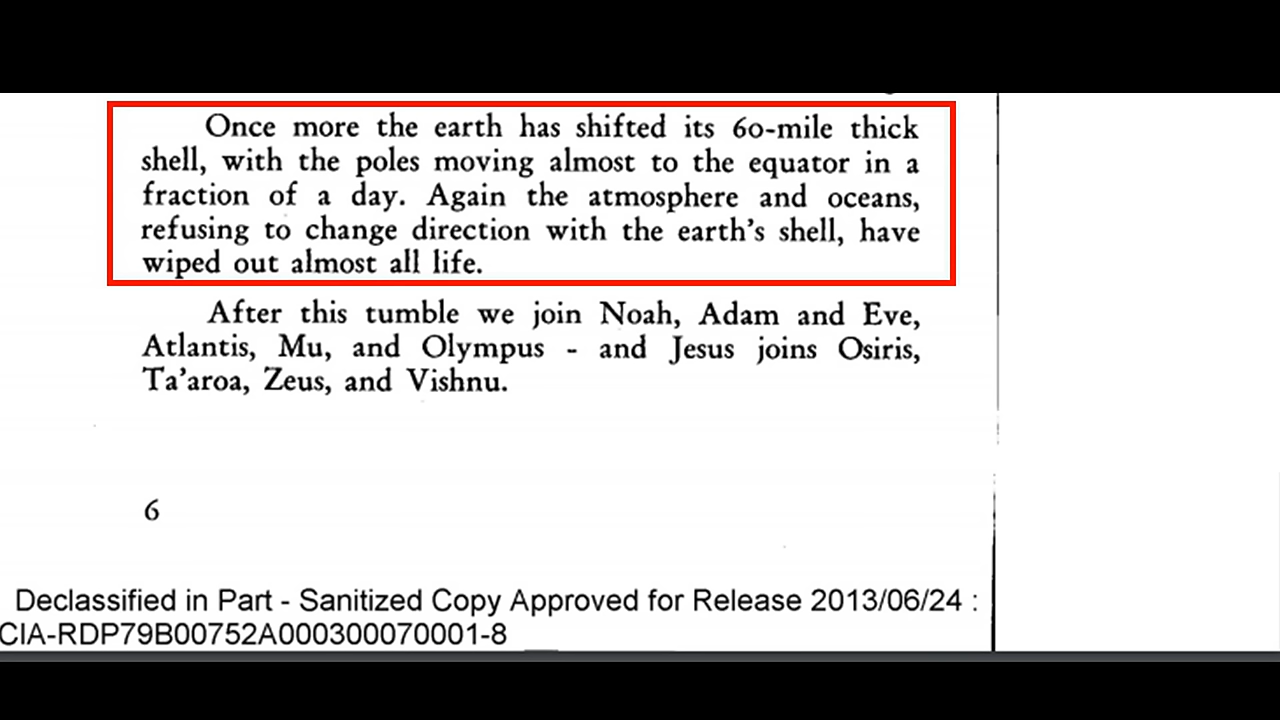 Once more the earth has shifted its 60-mile thick
shell, with the poles moving almost to the equator in a
fraction of a day. Again the atmosphere and oceans,
refusing to change direction with the earth's shell, have
wiped out almost all life.
After this tumble we join Noah, Adam and Eve,
Atlantis, Mu, and Olympus - and Jesus joins Osiris,
Ta'aroa, Zeus, and Vishnu.
6
Declassified in Part - Sanitized Copy Approved for Release 2013/06/24 :
CIA-RDP79B00752A000300070001-8